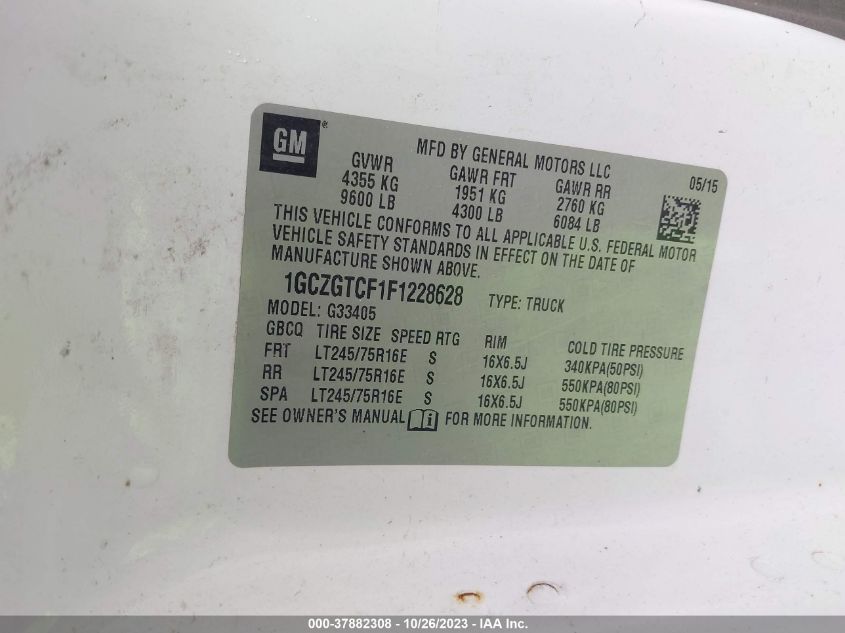 GM ®
MFD BY GENERAL MOTORS LLC
05/15
GVWR GAWR FRT GAWR RR
4355 KG 1951 KG 2760 KG
9600 LB 4300 LB 6084 LB
THIS VEHICLE CONFORMS TO ALL APPLICABLE U.S. FEDERAL MOTOR
VEHICLE SAFETY STANDARDS IN EFFECT ON THE DATE OF
MANUFACTURE SHOWN ABOVE.
1GCZGTCF1F1228628 TYPE: TRUCK
MODEL: G33405
GBCQ TIRE SIZE SPEED RTG RIM COLD TIRE PRESSURE
FRT LT245/75R16E S 16X6.5J 340KPA(50PSI)
RR LT245/75R16E S 16X6.5J 550KPA(80PSI)
SPA LT245/75R16E S 16X6.5J 550KPA(80PSI)
SEE OWNER'S MANUAL FOR MORE INFORMATION.
000-37882308 - 10/26/2023 - IAA Inc.